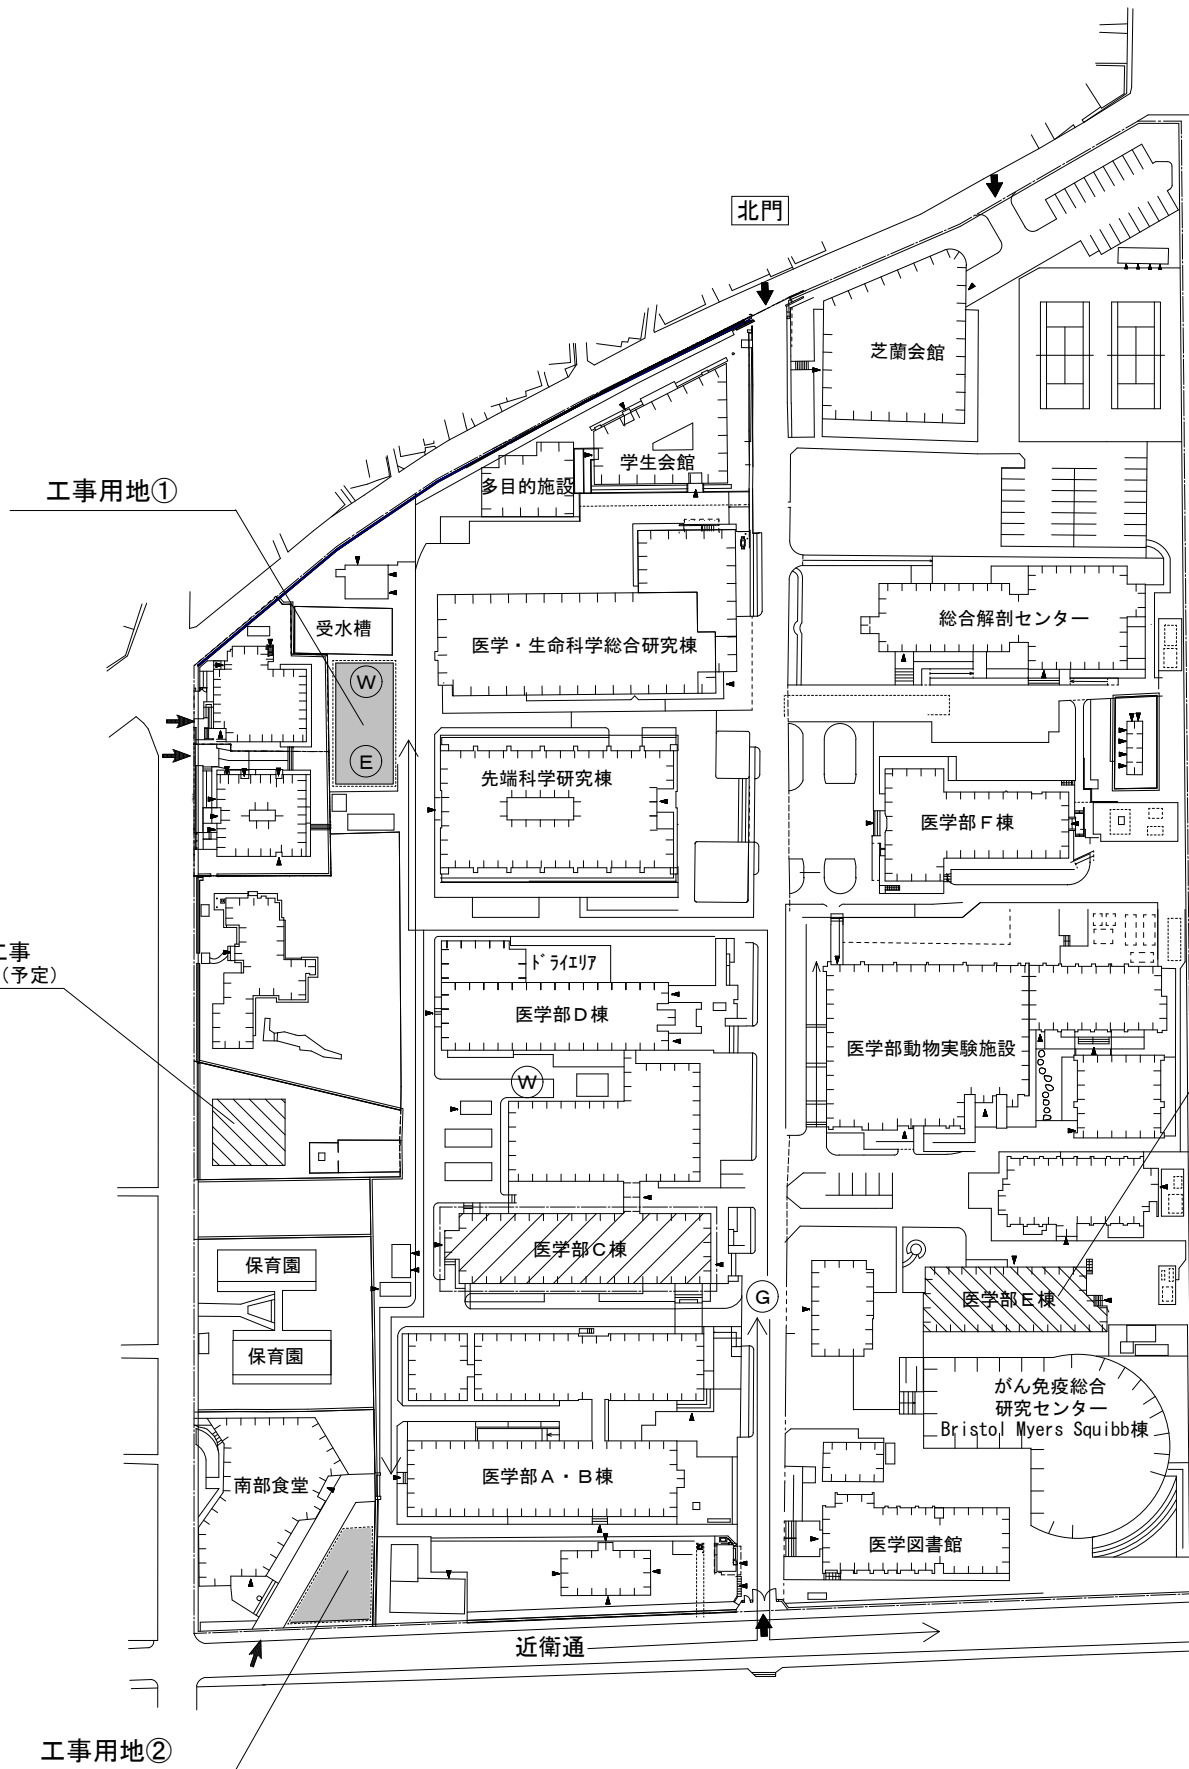 北門
芝蘭会館
学生会館
多目的施設
工事用地①
受水槽
医学・生命科学総合研究棟
総合解剖センター
W
E
先端科学研究棟
医学部F棟
工事
(予定)
ドライエリア
医学部D棟
医学部動物実験施設
W
医学部C棟
保育園
G
医学部E棟
保育園
がん免疫総合
研究センター
Bristol Myers Squibb棟
南部食堂
医学部A・B棟
医学図書館
近衛通
工事用地②